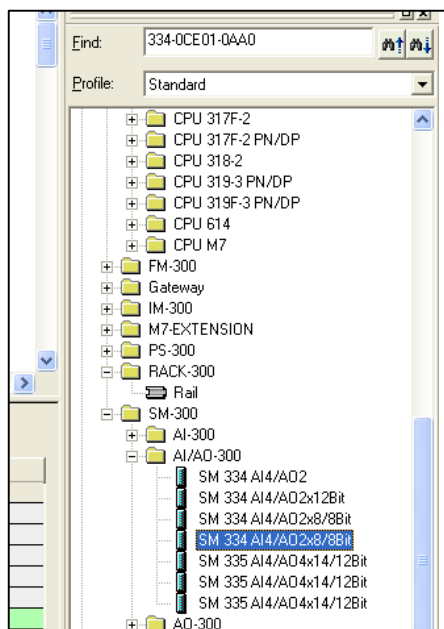 Find: 334-0CE01-0AA0
Profile: Standard
CPU 317F-2
CPU 317F-2 PN/DP
CPU 318-2
CPU 319-3 PN/DP
CPU 319F-3 PN/DP
CPU 614
CPU M7
FM-300
Gateway
IM-300
M7-EXTENSION
PS-300
RACK-300
Rail
SM-300
AI-300
AI/AO-300
SM 334 AI4/AO2
SM 334 AI4/AO2x12Bit
SM 334 AI4/AO2x8/8Bit
SM 334 AI4/AO2x8/8Bit
SM 335 AI4/AO4x14/12Bit
SM 335 AI4/AO4x14/12Bit
SM 335 AI4/AO4x14/12Bit
AO-300